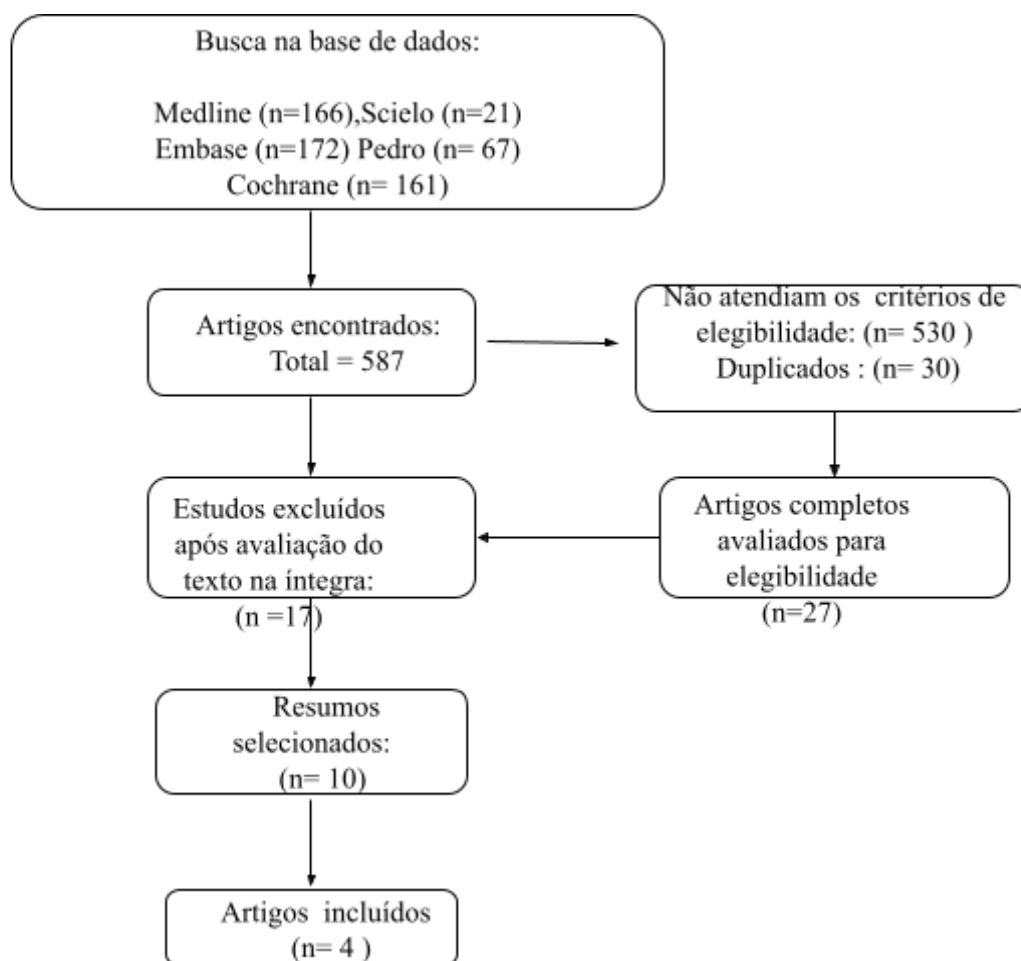 Busca na base de dados:
Medline (n=166),Scielo (n=21)
Embase (n=172) Pedro (n= 67)
Cochrane (n= 161)
Artigos encontrados:
Total = 587
Não atendiam os critérios de
elegibilidade: (n= 530 )
Duplicados : (n= 30)
Artigos completos
avaliados para
elegibilidade
(n=27)
Estudos excluídos
após avaliação do
texto na íntegra:
(n =17)
Resumos
selecionados:
(n= 10)
Artigos incluídos
(n= 4 )